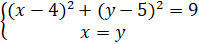 (x − 4)² + (y − 5)² = 9
x = y